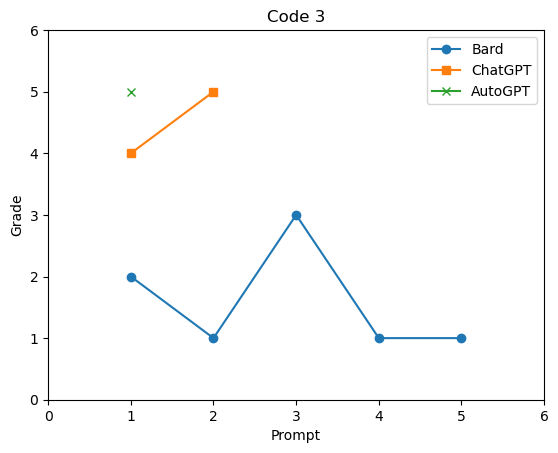 Code 3
Bard
ChatGPT
AutoGPT
Grade
6
5
4
3
2
1
0
0 1 2 3 4 5 6
Prompt